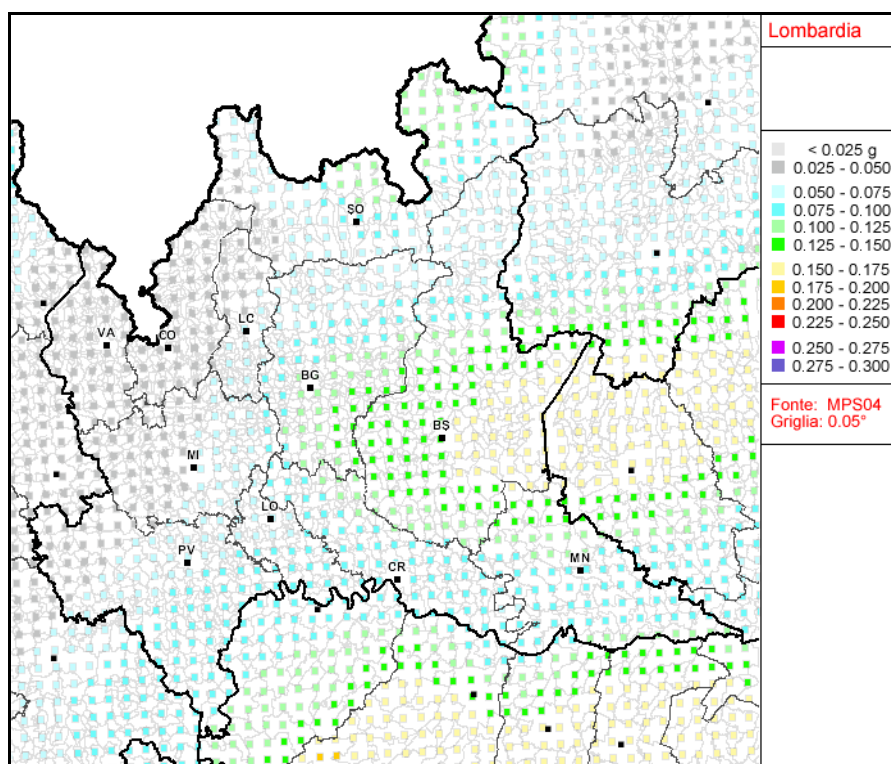 Lombardia
< 0.025 g
0.025 - 0.050
0.050 - 0.075
0.075 - 0.100
0.100 - 0.125
0.125 - 0.150
0.150 - 0.175
0.175 - 0.200
0.200 - 0.225
0.225 - 0.250
0.250 - 0.275
0.275 - 0.300
Fonte: MPS04
Griglia: 0.05°
SO
LC
VA
CO
BG
BS
MI
LO
PV
CR
MN